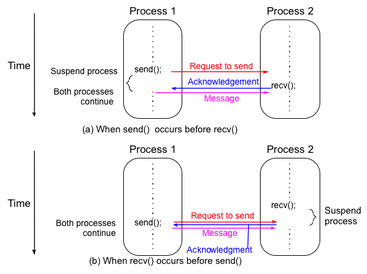 Process 1 Process 2
Time
send(); Request to send
Suspend process
Acknowledgement recv();
Both processes
continue Message
(a) When send() occurs before recv()
Process 1 Process 2
Time
recv();
Request to send Suspend
process
Both processes send();
continue Message
Acknowledgment
(b) When recv() occurs before send()